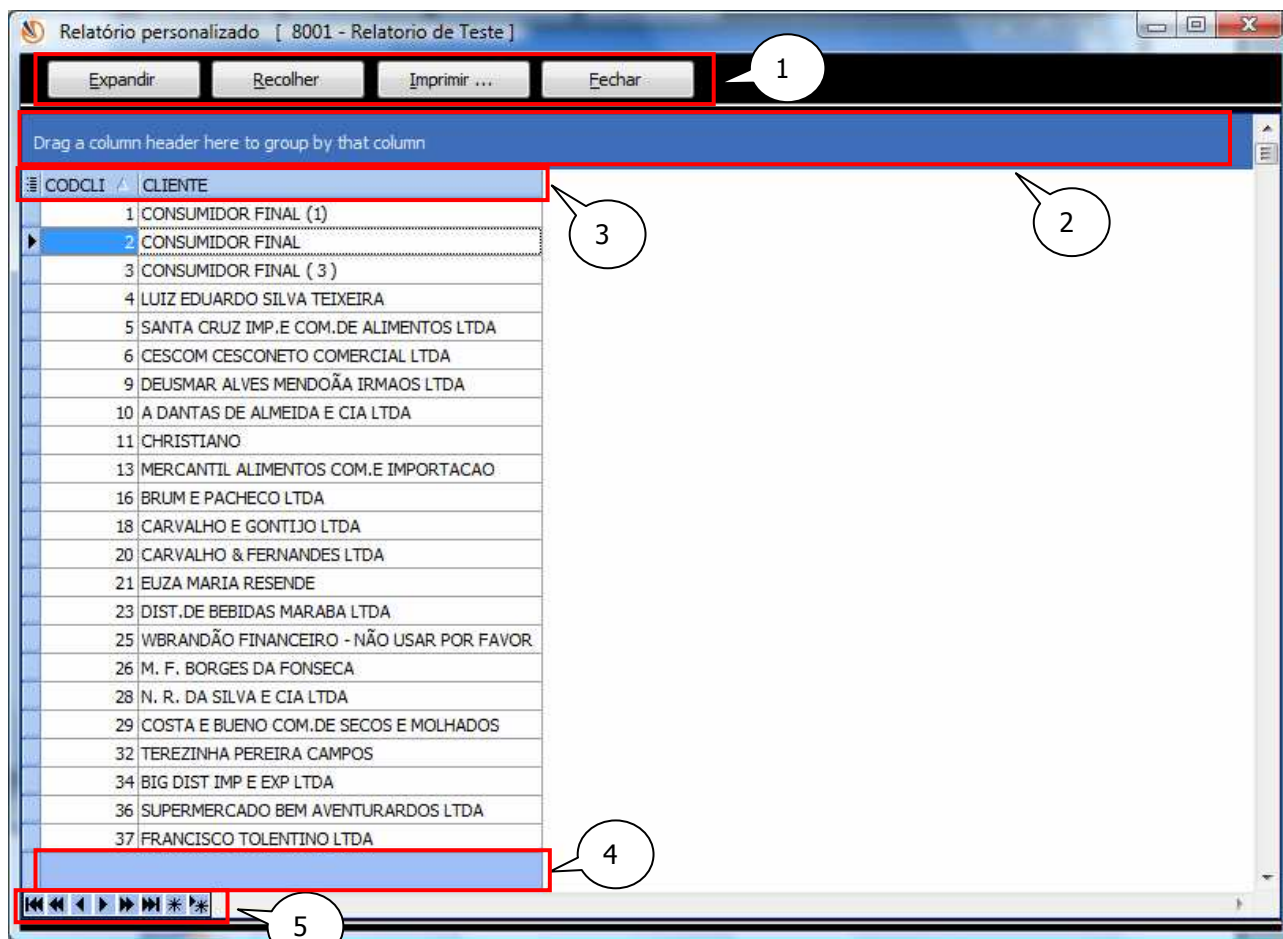 Relatório personalizado [ 8001 - Relatorio de Teste ]
Expandir Recolher Imprimir ... Fechar
1
Drag a column header here to group by that column
2
CODCLI CLIENTE
3
1 CONSUMIDOR FINAL (1)
2 CONSUMIDOR FINAL
3 CONSUMIDOR FINAL ( 3 )
4 LUIZ EDUARDO SILVA TEIXEIRA
5 SANTA CRUZ IMP.E COM.DE ALIMENTOS LTDA
6 CESCOM CESCONETO COMERCIAL LTDA
9 DEUSMAR ALVES MENDOÃA IRMAOS LTDA
10 A DANTAS DE ALMEIDA E CIA LTDA
11 CHRISTIANO
13 MERCANTIL ALIMENTOS COM.E IMPORTACAO
16 BRUM E PACHECO LTDA
18 CARVALHO E GONTIJO LTDA
20 CARVALHO & FERNANDES LTDA
21 EUZA MARIA RESENDE
23 DIST.DE BEBIDAS MARABA LTDA
25 WBRANDÃO FINANCEIRO - NÃO USAR POR FAVOR
26 M. F. BORGES DA FONSECA
28 N. R. DA SILVA E CIA LTDA
29 COSTA E BUENO COM.DE SECOS E MOLHADOS
32 TEREZINHA PEREIRA CAMPOS
34 BIG DIST IMP E EXP LTDA
36 SUPERMERCADO BEM AVENTURARDOS LTDA
37 FRANCISCO TOLENTINO LTDA
4
5